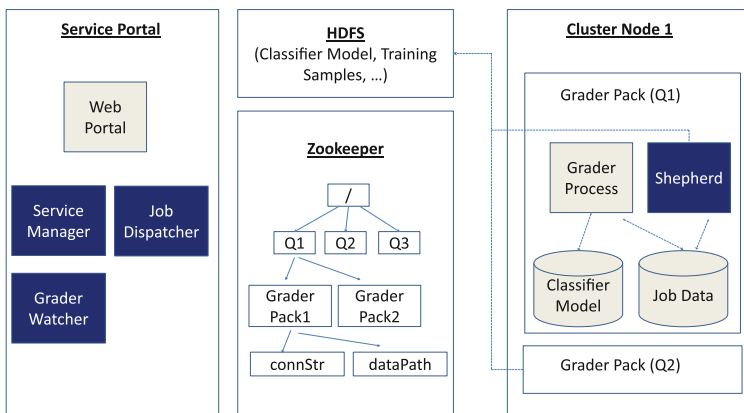 Service Portal
Web
Portal
Service
Manager
Job
Dispatcher
Grader
Watcher
HDFS
(Classifier Model, Training
Samples, ...)
Zookeeper
/
Q1
Q2
Q3
Grader
Pack1
Grader
Pack2
connStr
dataPath
Cluster Node 1
Grader Pack (Q1)
Grader
Process
Shepherd
Classifier
Model
Job Data
Grader Pack (Q2)